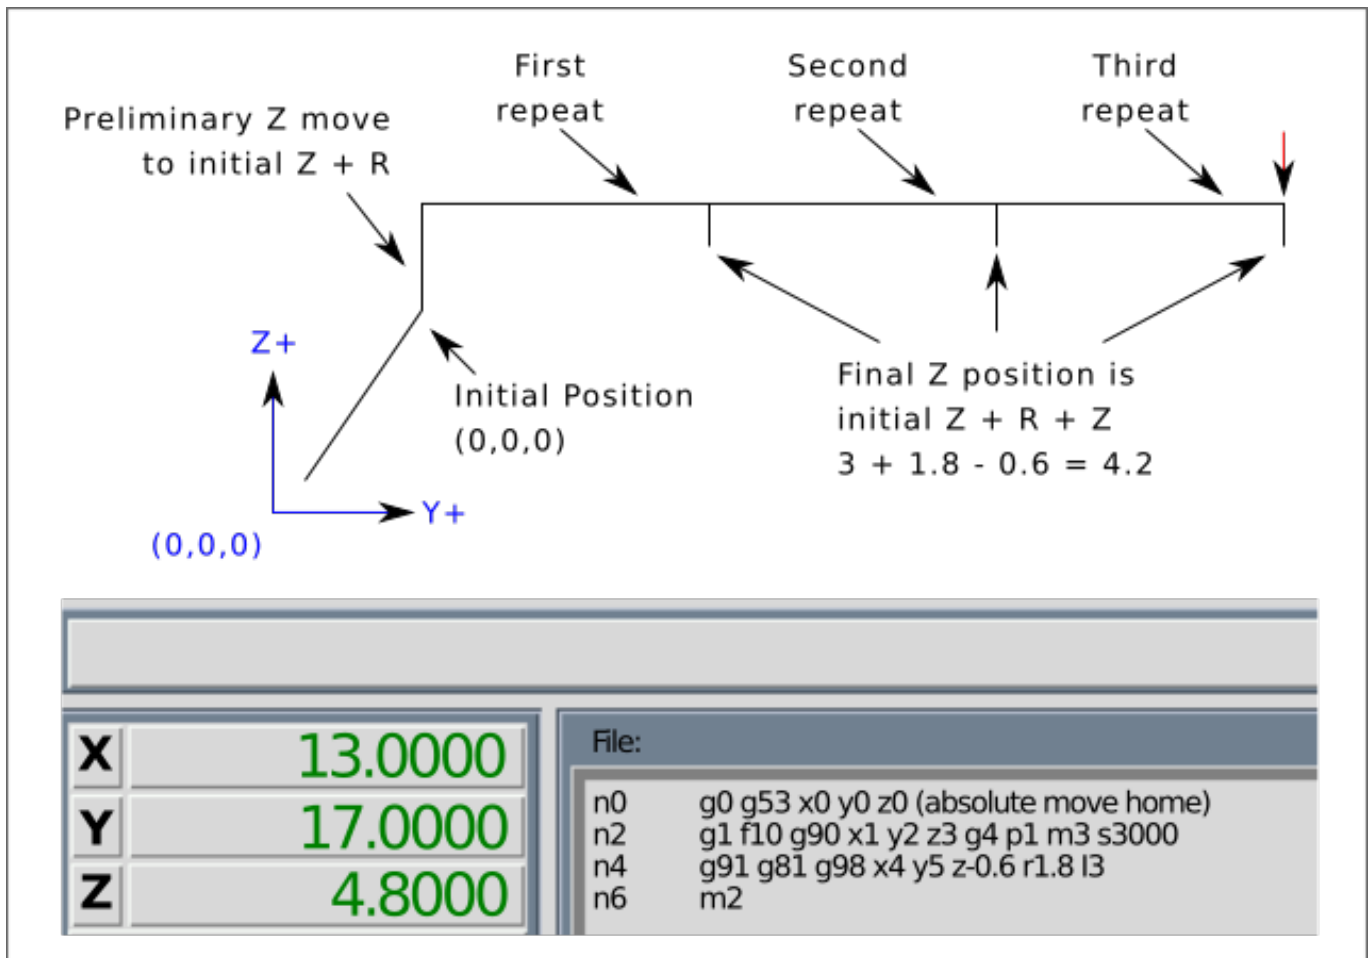 First
repeat
Second
repeat
Third
repeat
Preliminary Z move
to initial Z + R
Z+
Initial Position
(0,0,0)
Final Z position is
initial Z + R + Z
3 + 1.8 - 0.6 = 4.2
Y+
(0,0,0)
X 13.0000
Y 17.0000
Z 4.8000
File:
n0 g0 g53 x0 y0 z0 (absolute move home)
n2 g1 f10 g90 x1 y2 z3 g4 p1 m3 s3000
n4 g91 g81 g98 x4 y5 z-0.6 r1.8 l3
n6 m2